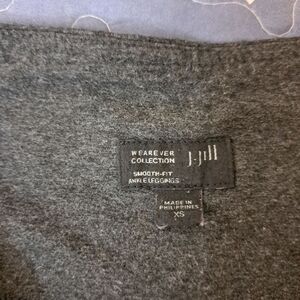 WEAREVER
COLLECTION
J.Jill
SMOOTH-FIT
ANKLE LEGGINGS
MADE IN
PHILIPPINES
XS